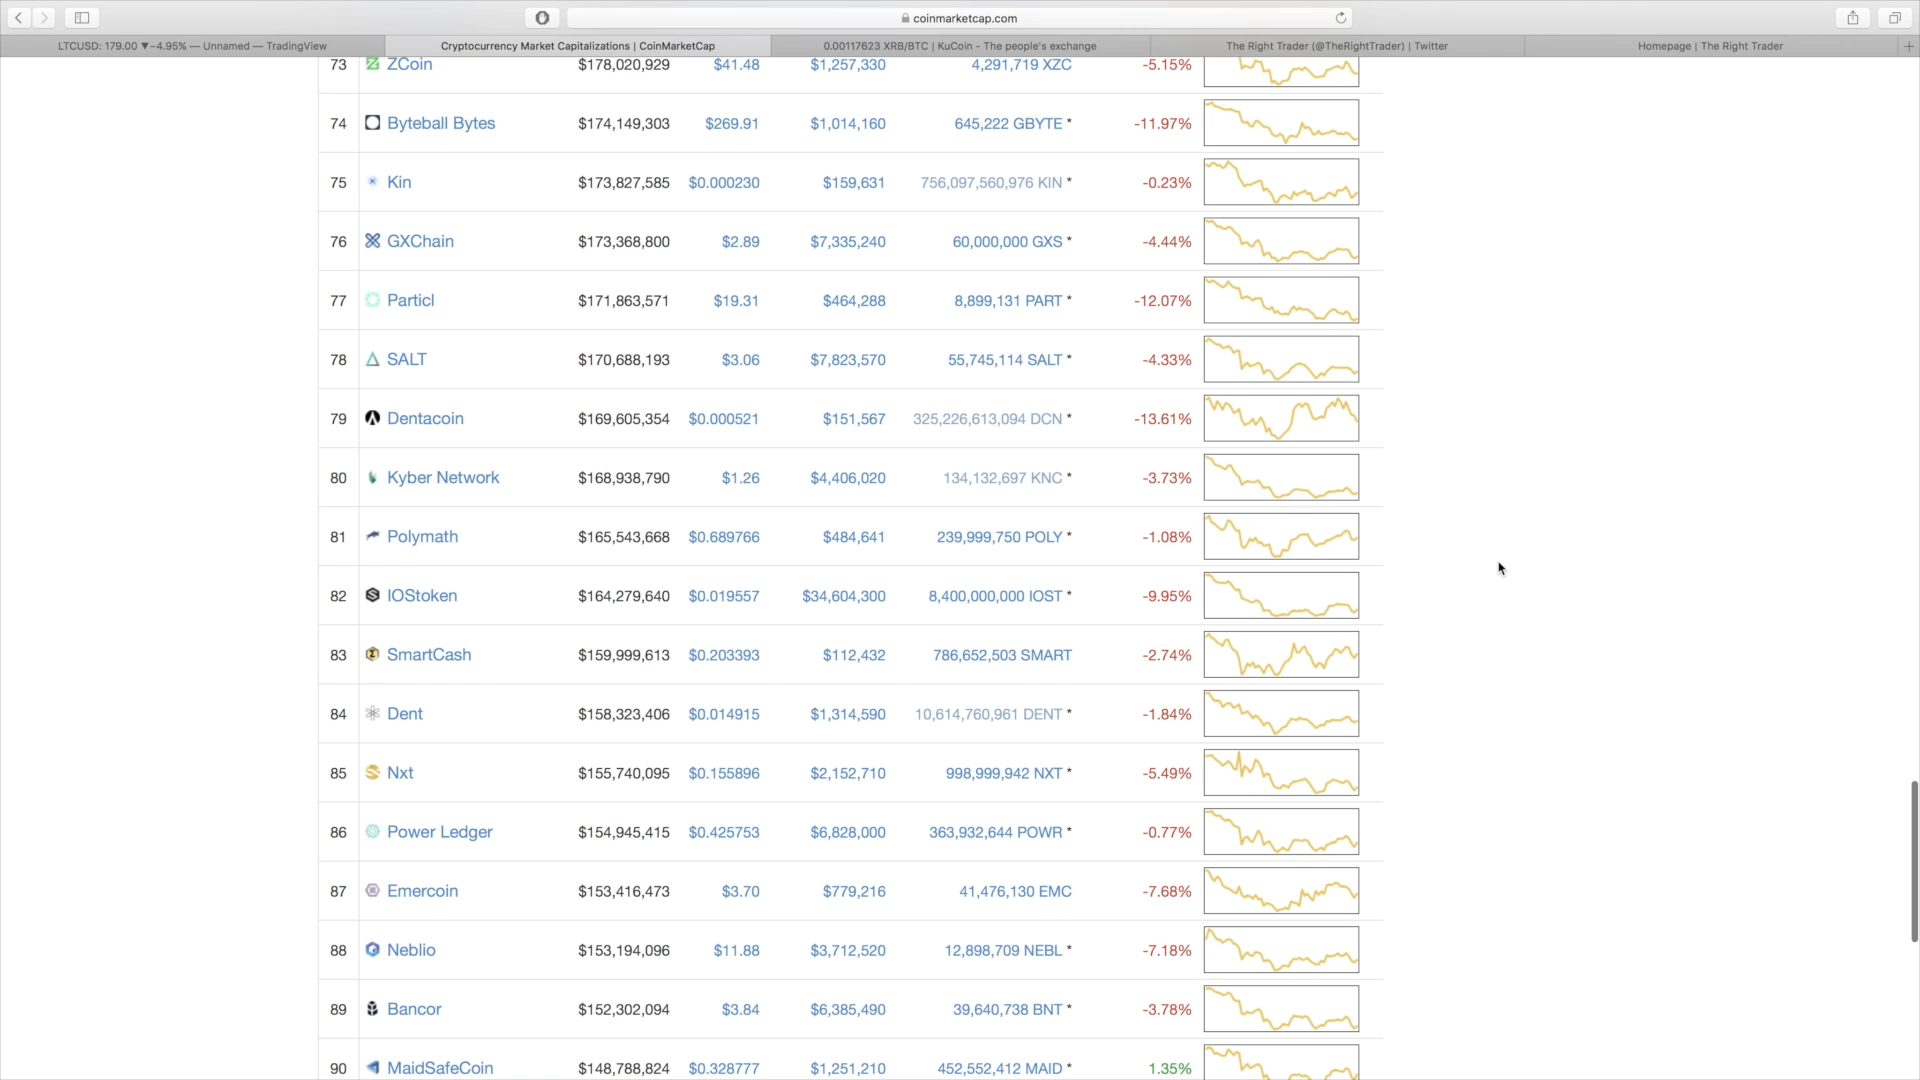 coinmarketcap.com
LTCUSD: 179.00 ▼−4.95% — Unnamed — TradingView
Cryptocurrency Market Capitalizations | CoinMarketCap
0.00117623 XRB/BTC | KuCoin - The people's exchange
The Right Trader (@TheRightTrader) | Twitter
Homepage | The Right Trader
73 ZCoin $178,020,929 $41.48 $1,257,330 4,291,719 XZC -5.15%
74 Byteball Bytes $174,149,303 $269.91 $1,014,160 645,222 GBYTE * -11.97%
75 Kin $173,827,585 $0.000230 $159,631 756,097,560,976 KIN * -0.23%
76 GXChain $173,368,800 $2.89 $7,335,240 60,000,000 GXS * -4.44%
77 Particl $171,863,571 $19.31 $464,288 8,899,131 PART * -12.07%
78 SALT $170,688,193 $3.06 $7,823,570 55,745,114 SALT * -4.33%
79 Dentacoin $169,605,354 $0.000521 $151,567 325,226,613,094 DCN * -13.61%
80 Kyber Network $168,938,790 $1.26 $4,406,020 134,132,697 KNC * -3.73%
81 Polymath $165,543,668 $0.689766 $484,641 239,999,750 POLY * -1.08%
82 IOStoken $164,279,640 $0.019557 $34,604,300 8,400,000,000 IOST * -9.95%
83 SmartCash $159,999,613 $0.203393 $112,432 786,652,503 SMART -2.74%
84 Dent $158,323,406 $0.014915 $1,314,590 10,614,760,961 DENT * -1.84%
85 Nxt $155,740,095 $0.155896 $2,152,710 998,999,942 NXT * -5.49%
86 Power Ledger $154,945,415 $0.425753 $6,828,000 363,932,644 POWR * -0.77%
87 Emercoin $153,416,473 $3.70 $779,216 41,476,130 EMC -7.68%
88 Neblio $153,194,096 $11.88 $3,712,520 12,898,709 NEBL * -7.18%
89 Bancor $152,302,094 $3.84 $6,385,490 39,640,738 BNT * -3.78%
90 MaidSafeCoin $148,788,824 $0.328777 $1,251,210 452,552,412 MAID * 1.35%